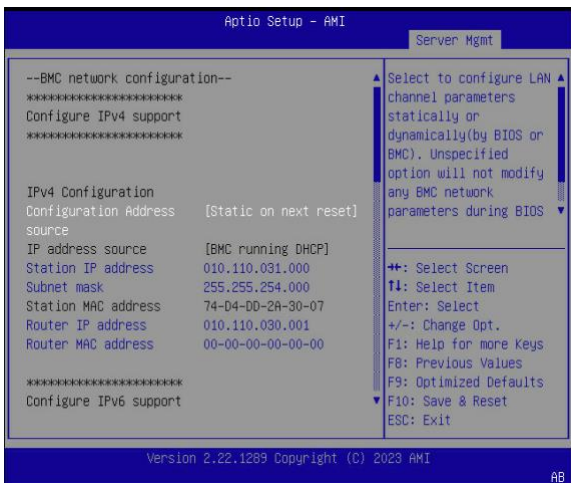 Aptio Setup - AMI
Server Mgmt
--BMC network configuration--
***********************
Configure IPv4 support
***********************
IPv4 Configuration
Configuration Address [Static on next reset]
source
IP address source [BMC running DHCP]
Station IP address 010.110.031.000
Subnet mask 255.255.254.000
Station MAC address 74-D4-DD-2A-30-07
Router IP address 010.110.030.001
Router MAC address 00-00-00-00-00-00
***********************
Configure IPv6 support
Select to configure LAN
channel parameters
statically or
dynamically(by BIOS or
BMC). Unspecified
option will not modify
any BMC network
parameters during BIOS
→←: Select Screen
↑↓: Select Item
Enter: Select
+/-: Change Opt.
F1: Help for more Keys
F8: Previous Values
F9: Optimized Defaults
F10: Save & Reset
ESC: Exit
Version 2.22.1289 Copyright (C) 2023 AMI
AB